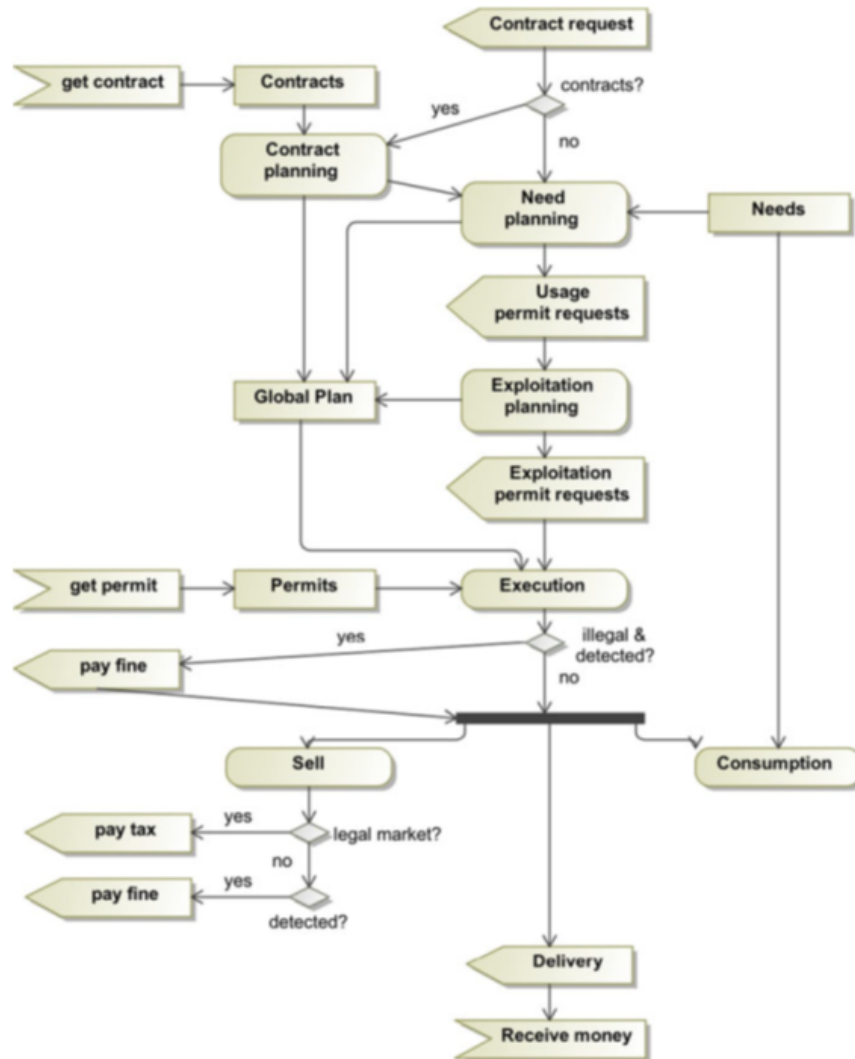 Contract request
get contract
Contracts
contracts?
yes
no
Contract
planning
Need
planning
Needs
Usage
permit requests
Global Plan
Exploitation
planning
Exploitation
permit requests
get permit
Permits
Execution
yes
illegal &
detected?
pay fine
no
Sell
Consumption
pay tax
yes
legal market?
no
pay fine
yes
detected?
Delivery
Receive money